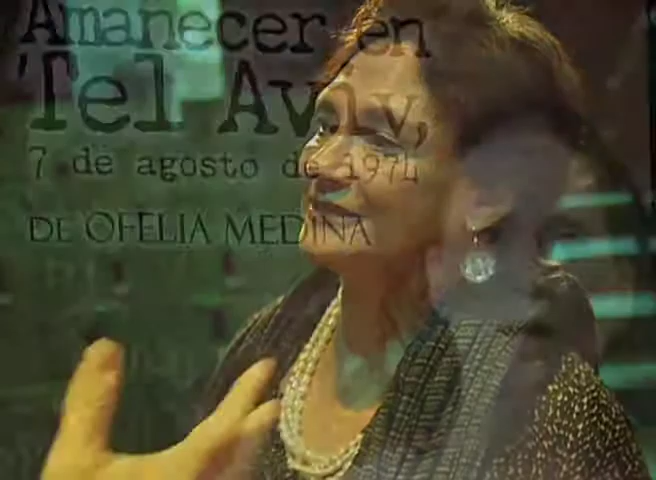 Amanecer en
Tel Aviv,
7 de agosto de 1974
DE OFELIA MEDINA